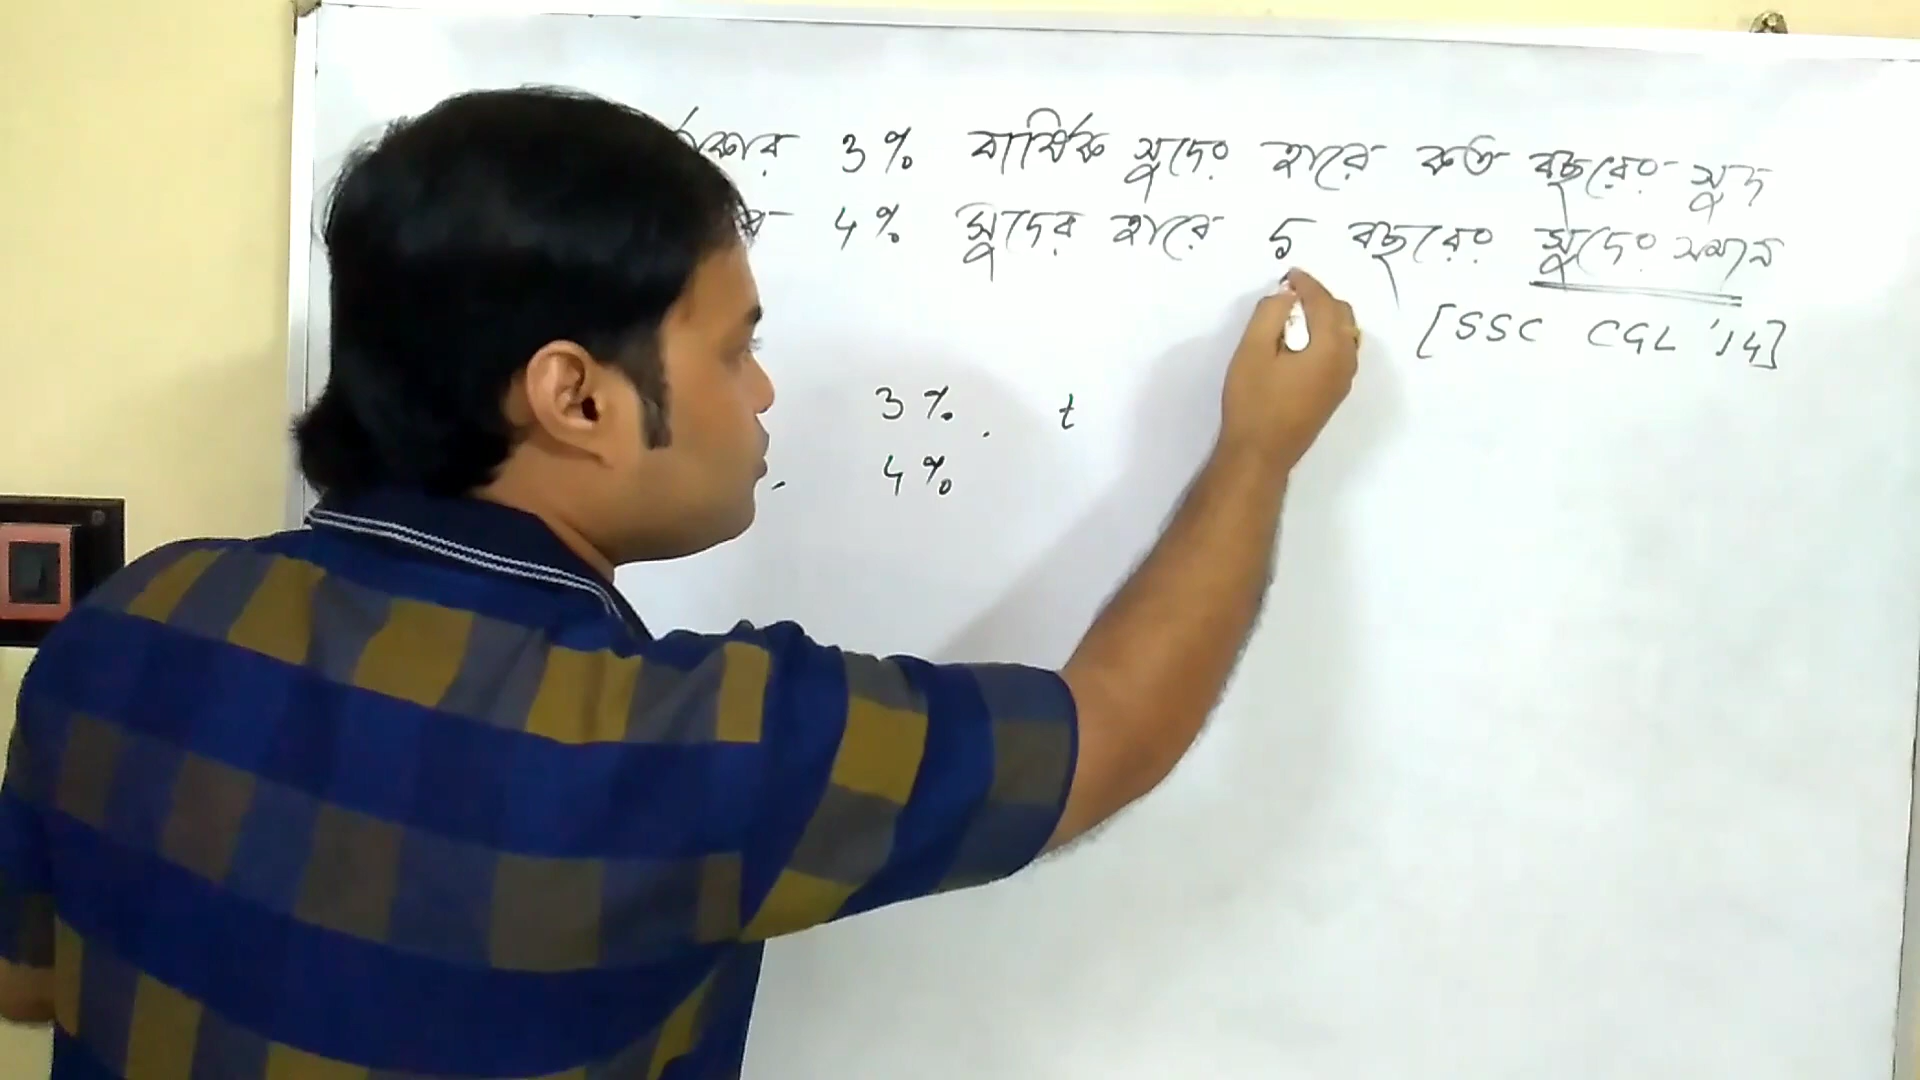 টাকার 3% বার্ষিক সুদের হারে কত বছরের সুদ
4% সুদের হারে 5 বছরের সুদের সমান
[SSC CGL '14]
3% t
4%